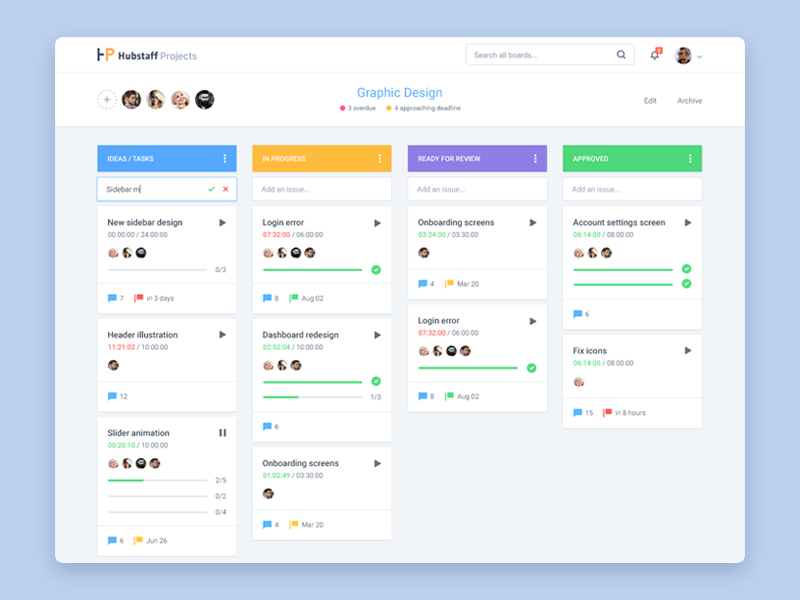 Hubstaff Projects
Search all boards...
2
Graphic Design
3 overdue
4 approaching deadline
Edit
Archive
IDEAS / TASKS
Sidebar m
New sidebar design
00:00:00 / 24:00:00
0/3
7
in 3 days
Header illustration
11:21:02 / 10:00:00
12
Slider animation
00:20:10 / 10:00:00
2/5
0/2
0/4
6
Jun 26
IN PROGRESS
Add an issue...
Login error
07:32:00 / 06:00:00
8
Aug 02
Dashboard redesign
02:52:04 / 10:00:00
1/3
6
Onboarding screens
01:02:49 / 03:30:00
4
Mar 20
READY FOR REVIEW
Add an issue...
Onboarding screens
03:24:00 / 03:30:00
4
Mar 20
Login error
07:32:00 / 06:00:00
8
Aug 02
APPROVED
Add an issue...
Account settings screen
06:14:00 / 08:00:00
6
Fix icons
06:14:00 / 08:00:00
15
in 8 hours